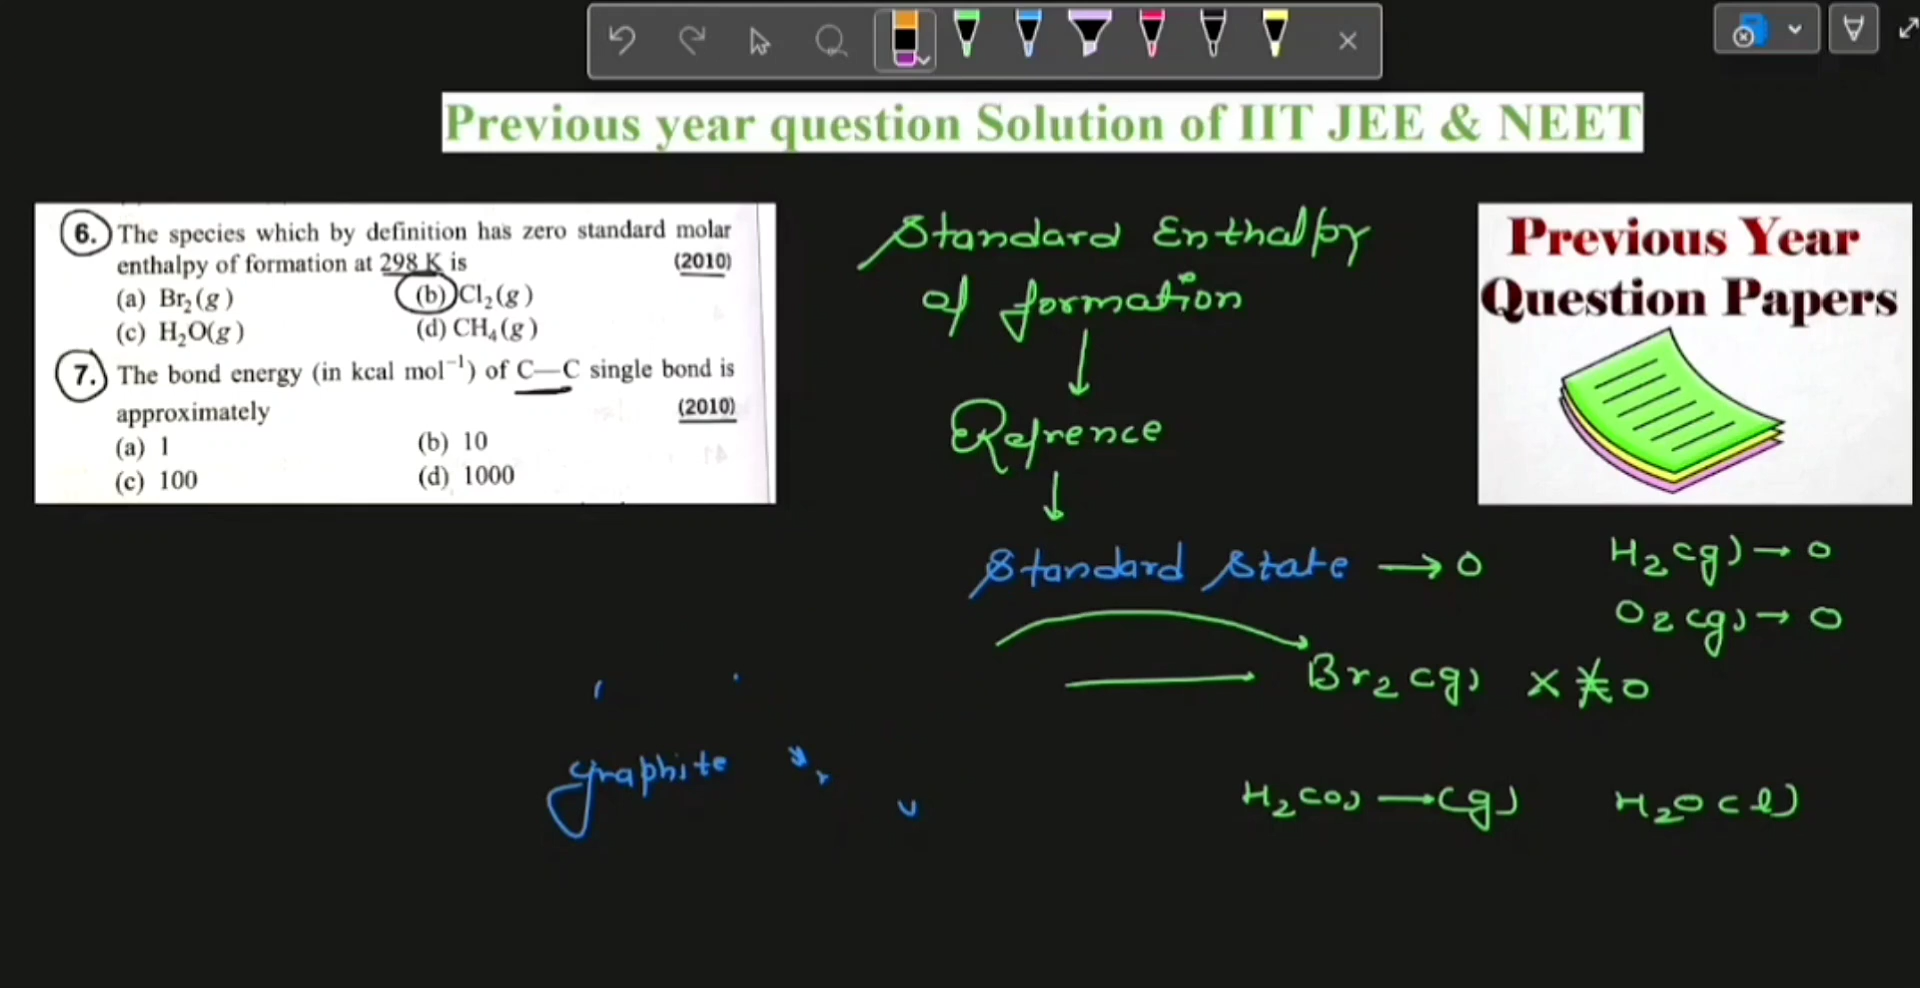 Previous year question Solution of IIT JEE & NEET
6. The species which by definition has zero standard molar
enthalpy of formation at 298 K is (2010)
(a) Br₂(g) (b) Cl₂(g)
(c) H₂O(g) (d) CH₄(g)
7. The bond energy (in kcal mol⁻¹) of C—C single bond is
approximately (2010)
(a) 1 (b) 10
(c) 100 (d) 1000
Standard Enthalpy
of formation
↓
Refrence
↓
Standard State → 0
Previous Year
Question Papers
H₂(g) → 0
O₂(g) → 0
Br₂(g) × 0
graphite
H₂(o) → (g) H₂O(l)